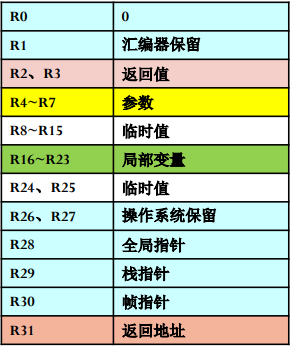 R0 0
R1 汇编器保留
R2、R3 返回值
R4~R7 参数
R8~R15 临时值
R16~R23 局部变量
R24、R25 临时值
R26、R27 操作系统保留
R28 全局指针
R29 栈指针
R30 帧指针
R31 返回地址